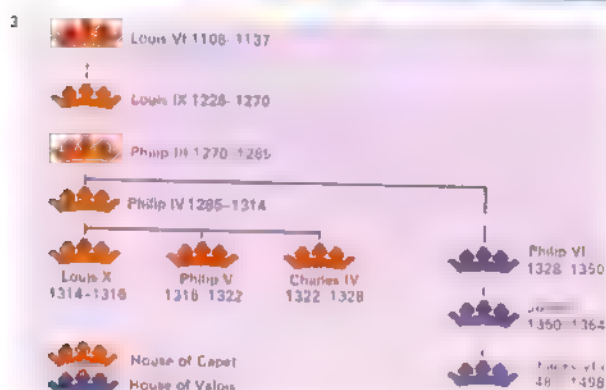 3
Louis VI 1108-1137
Louis IX 1226-1270
Philip III 1270-1285
Philip IV 1285-1314
Louis X
1314-1316
Philip V
1316 1322
Charles IV
1322 1328
Philip VI
1328 1350
1350 1364
House of Capet
House of Valois
1498